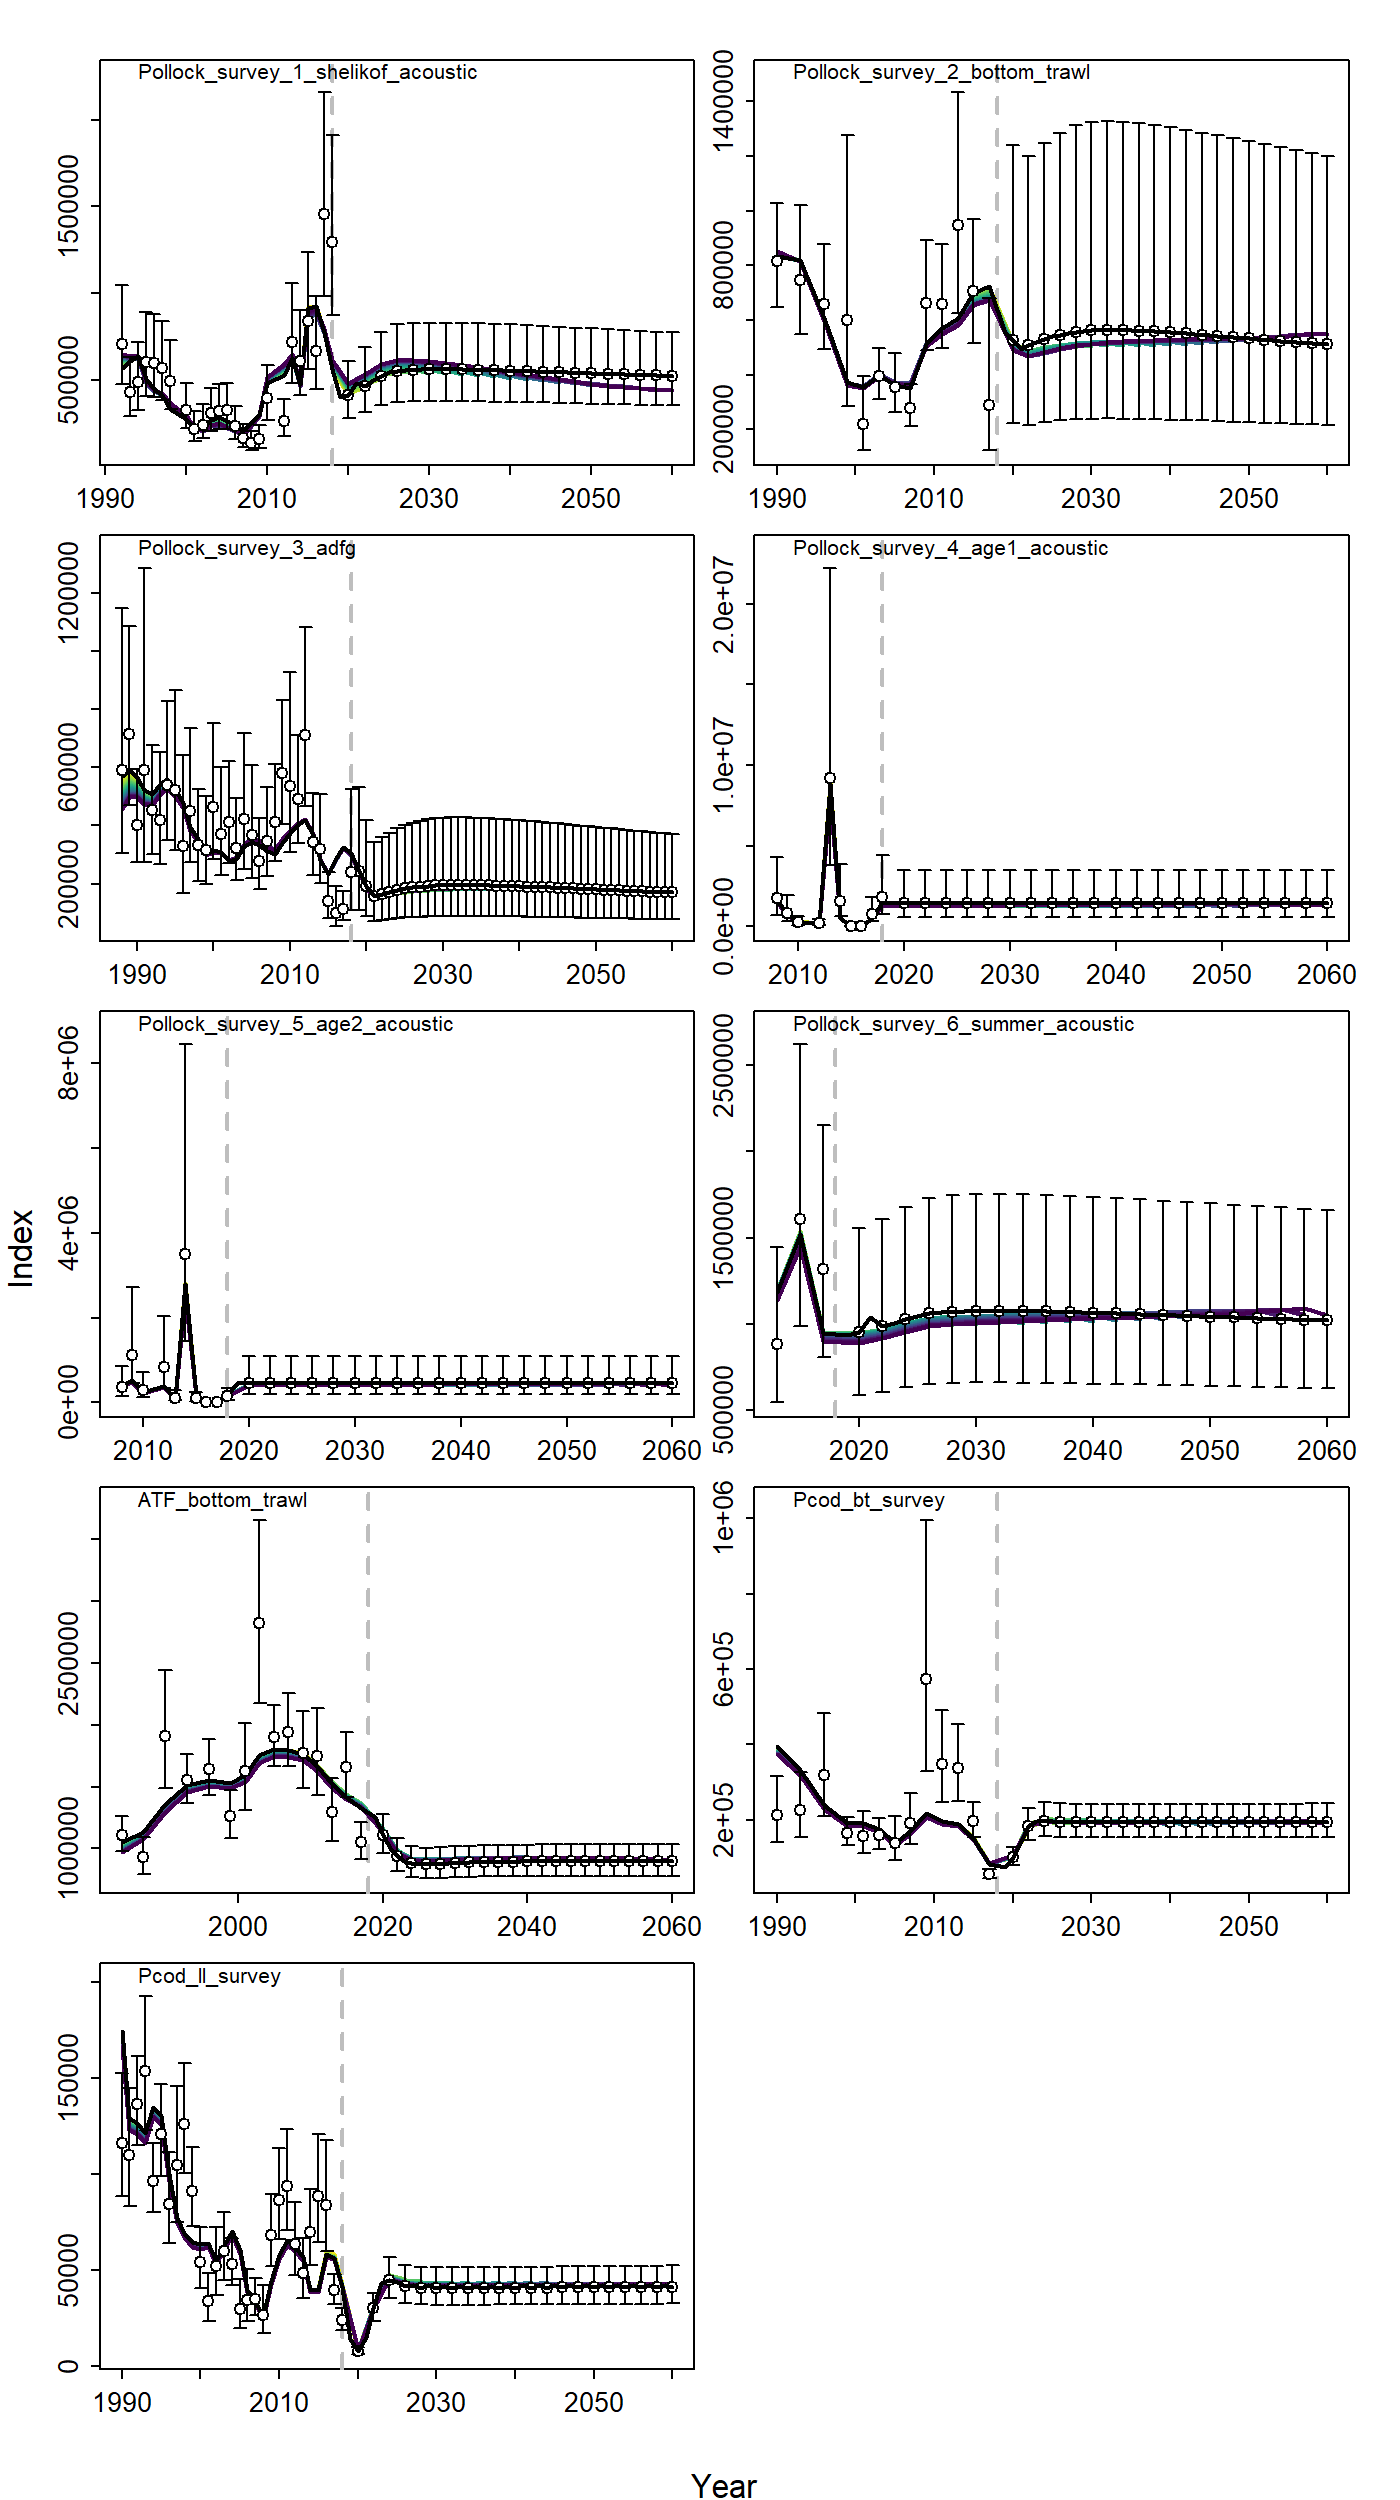 Pollock_survey_1_shelikof_acoustic
500000 1500000
1990 2010 2030 2050
Pollock_survey_2_bottom_trawl
200000 800000 1400000
1990 2010 2030 2050
Pollock_survey_3_adfg
200000 600000 1200000
1990 2010 2030 2050
Pollock_survey_4_age1_acoustic
0.0e+00 1.0e+07 2.0e+07
2010 2020 2030 2040 2050 2060
Pollock_survey_5_age2_acoustic
0e+00 4e+06 8e+06
2010 2020 2030 2040 2050 2060
Pollock_survey_6_summer_acoustic
500000 1500000 2500000
2020 2030 2040 2050 2060
Index
ATF_bottom_trawl
1000000 2500000
2000 2020 2040 2060
Pcod_bt_survey
2e+05 6e+05 1e+06
1990 2010 2030 2050
Pcod_ll_survey
0 50000 150000
1990 2010 2030 2050
Year